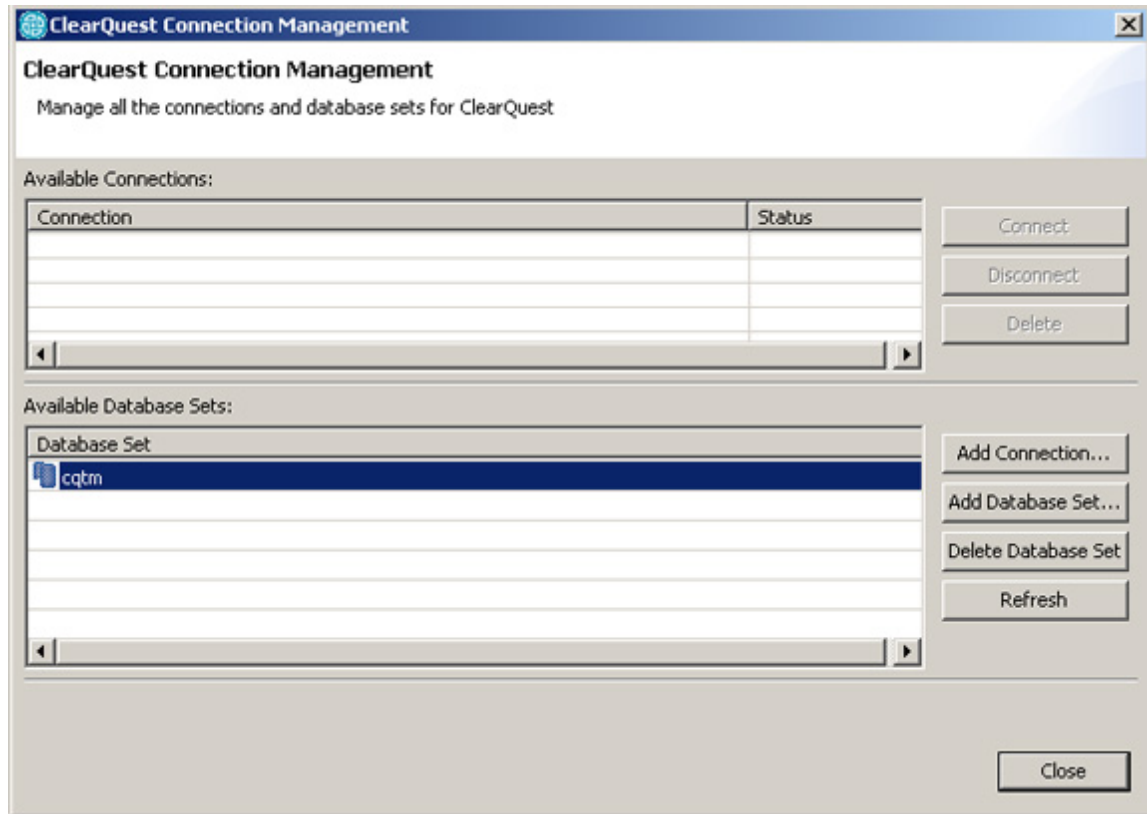 ClearQuest Connection Management
ClearQuest Connection Management
Manage all the connections and database sets for ClearQuest
Available Connections:
Connection Status
Connect
Disconnect
Delete
Available Database Sets:
Database Set
cqtm
Add Connection...
Add Database Set...
Delete Database Set
Refresh
Close